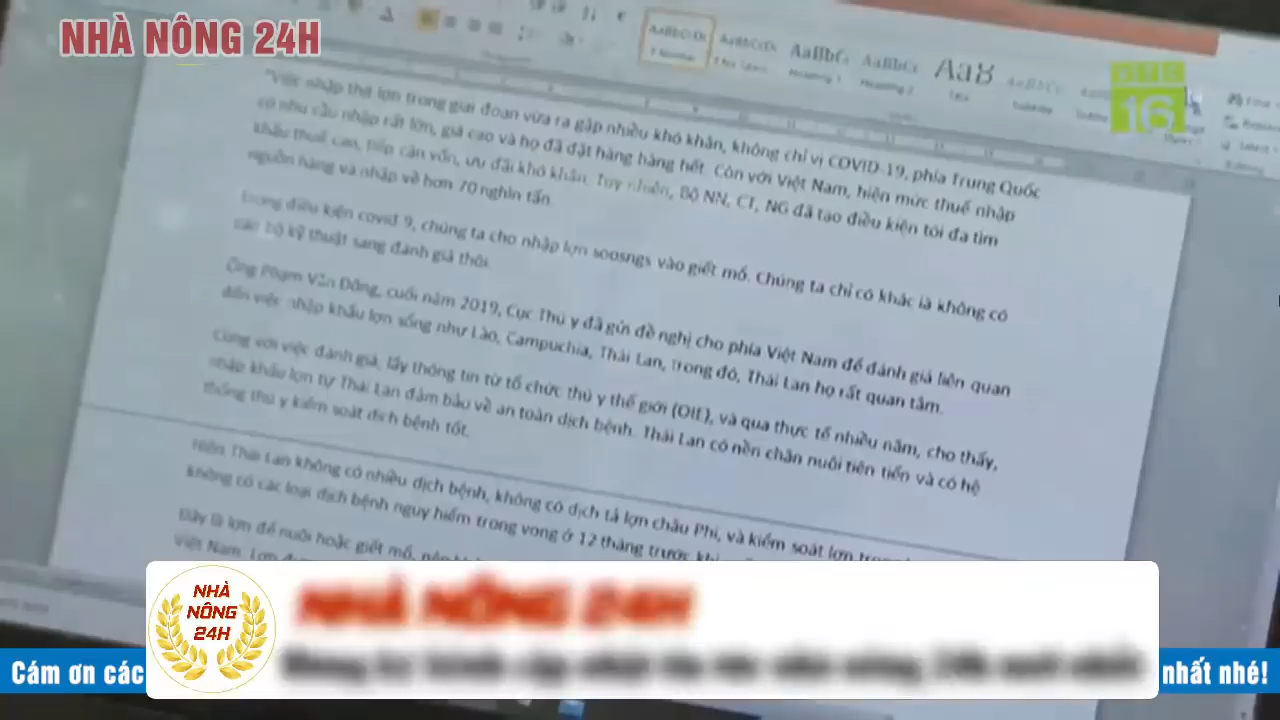 NHÀ NÔNG 24H
16
"Việc nhập thịt lợn trong giai đoạn vừa ra gặp nhiều khó khăn, không chỉ vị COVID-19, phía Trung Quốc
có nhu cầu nhập rất lớn, giá cao và họ đã đặt hàng hàng hết. Còn với Việt Nam, hiện mức thuế nhập
khẩu thuế cao, tiếp cận vốn, ưu đãi khó khăn. Tuy nhiên, Bộ NN, CT, NG đã tạo điều kiện tối đa tìm
nguồn hàng và nhập về hơn 70 nghìn tấn.
trong điều kiện covid 9, chúng ta cho nhập lợn soosngs vào giết mổ. Chúng ta chỉ có khác là không có
cán bộ kỹ thuật sang đánh giá thôi.
Ông Phạm Văn Đông, cuối năm 2019, Cục Thú y đã gửi đề nghị cho phía Việt Nam để đánh giá liên quan
đến việc nhập khẩu lợn sống như Lào, Campuchia, Thái Lan, trong đó, Thái Lan họ rất quan tâm.
Cùng với việc đánh giá, lấy thông tin từ tổ chức thú y thế giới (OIE), và qua thực tế nhiều năm, cho thấy,
nhập khẩu lợn từ Thái Lan đảm bảo về an toàn dịch bệnh. Thái Lan có nền chăn nuôi tiên tiến và có hệ
thống thú y kiểm soát dịch bệnh tốt.
Hiện Thái Lan không có nhiều dịch bệnh, không có dịch tả lợn châu Phi, và kiểm soát lợn trong
không có các loại dịch bệnh nguy hiểm trong vong ở 12 tháng trước khi
Đây là lợn để nuôi hoặc giết mổ, nên
Việt Nam. Lợn
NHÀ NÔNG 24H
NHÀ NÔNG 24H
Cám ơn các
nhất nhé!